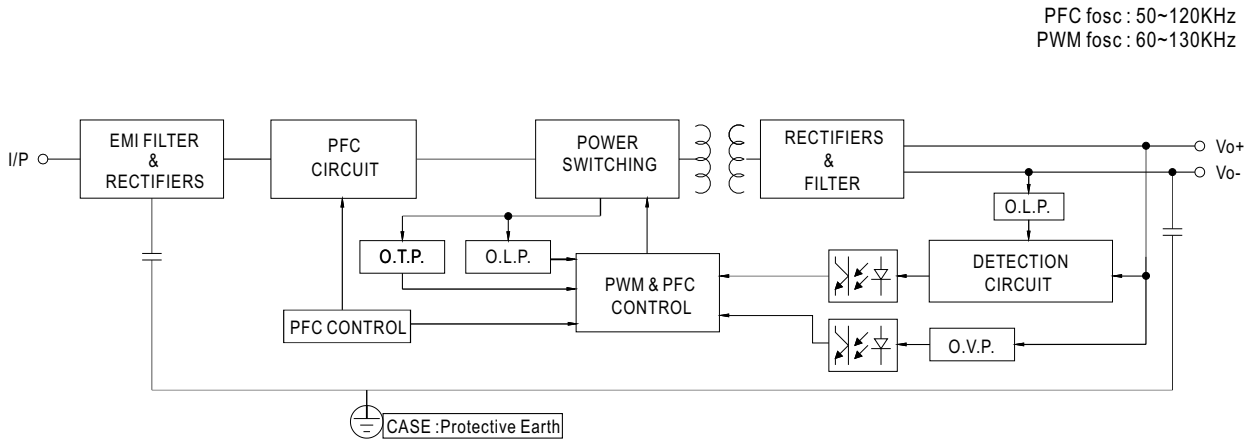 PFC fosc : 50~120KHz
PWM fosc : 60~130KHz
I/P
EMI FILTER
&
RECTIFIERS
PFC
CIRCUIT
POWER
SWITCHING
RECTIFIERS
&
FILTER
Vo+
Vo-
O.L.P.
O.T.P.
O.L.P.
PWM & PFC
CONTROL
DETECTION
CIRCUIT
PFC CONTROL
O.V.P.
CASE :Protective Earth